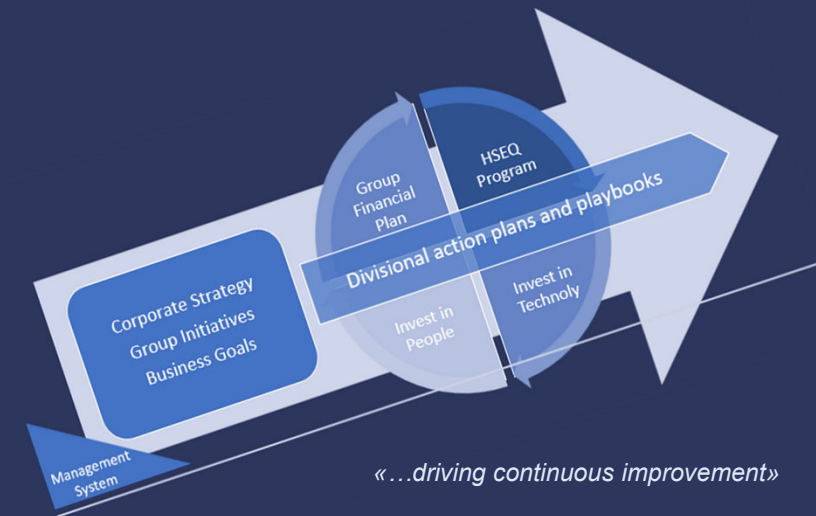 Corporate Strategy
Group Initiatives
Business Goals
Group
Financial
Plan
HSEQ
Program
Divisional action plans and playbooks
Invest in
People
Invest in
Technoly
Management
System
«…driving continuous improvement»